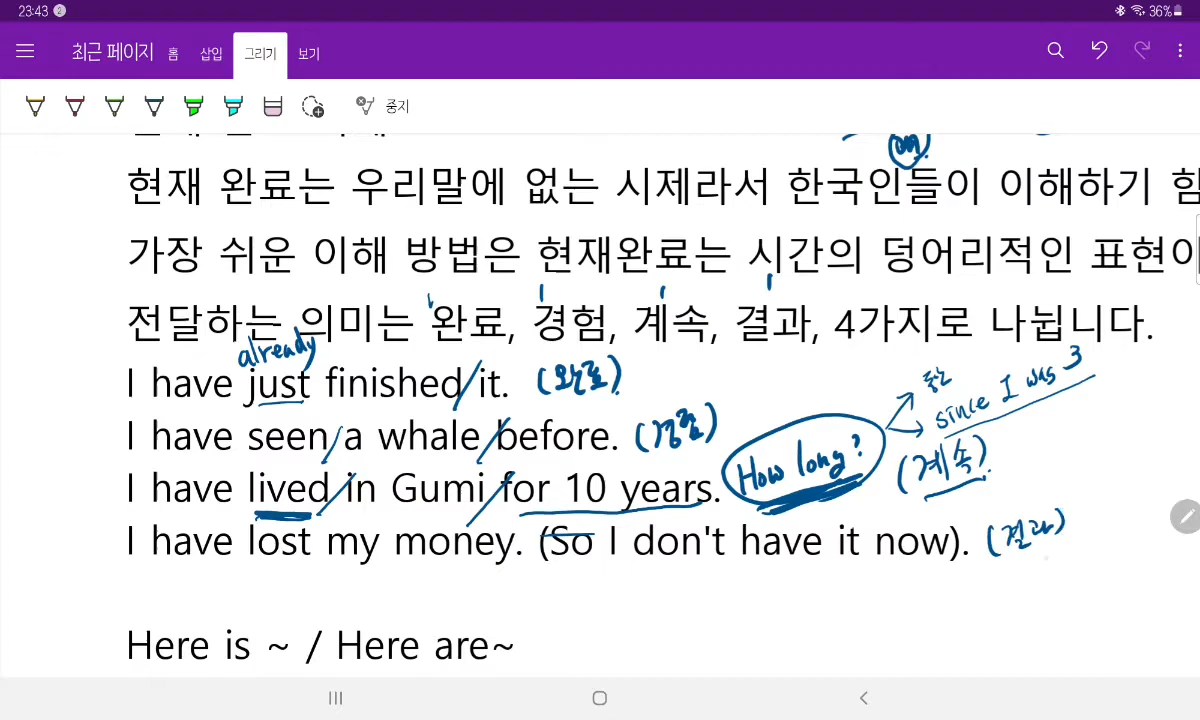 23:43 2 36%
최근 페이지 홈 삽입 그리기 보기
중지
현재 완료는 우리말에 없는 시제라서 한국인들이 이해하기 힘
가장 쉬운 이해 방법은 현재완료는 시간의 덩어리적인 표현이
전달하는 의미는 완료, 경험, 계속, 결과, 4가지로 나뉩니다.
already
I have just finished it. (완료)
동안
since I was 3
I have seen a whale before. (경험)
How long?
(계속)
I have lived in Gumi for 10 years.
I have lost my money. (So I don't have it now). (결과)
Here is ~ / Here are~